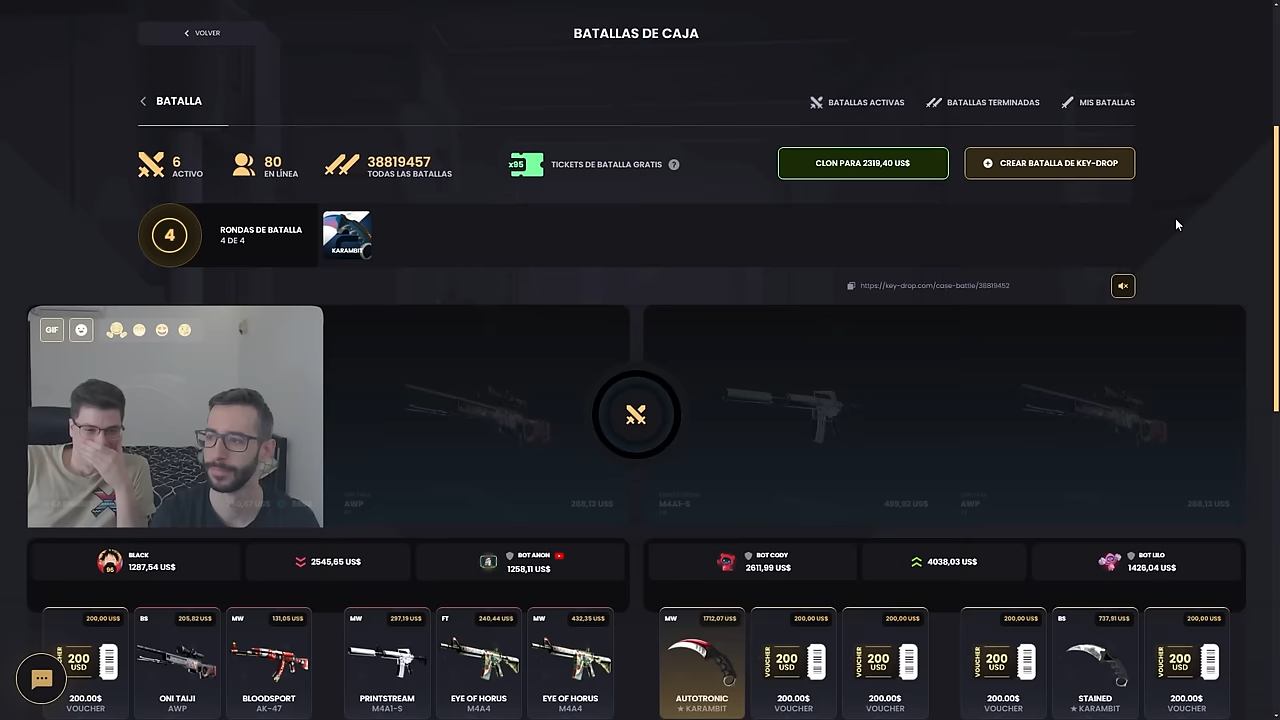 VOLVER
BATALLAS DE CAJA
BATALLA
BATALLAS ACTIVAS
BATALLAS TERMINADAS
MIS BATALLAS
6
ACTIVO
80
EN LÍNEA
38819457
TODAS LAS BATALLAS
x95
TICKETS DE BATALLA GRATIS ?
CLON PARA 2319,40 US$
CREAR BATALLA DE KEY-DROP
4
RONDAS DE BATALLA
4 DE 4
KARAMBIT
https://key-drop.com/case-battle/38819452
GIF
AWP
288,13 US$
M4A1-S
499,92 US$
AWP
288,13 US$
BLACK
1287,54 US$
2545,65 US$
BOT ANON
1258,11 US$
BOT CODY
2611,99 US$
4038,03 US$
BOT LILO
1426,04 US$
200,00 US$
200 USD
200.00$
VOUCHER
BS
205,82 US$
ONI TAIJI
AWP
MW
131,05 US$
BLOODSPORT
AK-47
MW
297,19 US$
PRINTSTREAM
M4A1-S
FT
240,44 US$
EYE OF HORUS
M4A4
MW
432,35 US$
EYE OF HORUS
M4A4
MW
1712,07 US$
AUTOTRONIC
★ KARAMBIT
200,00 US$
VOUCHER
200 USD
200.00$
VOUCHER
200,00 US$
VOUCHER
200 USD
200.00$
VOUCHER
200,00 US$
VOUCHER
200 USD
200.00$
VOUCHER
BS
737,91 US$
STAINED
★ KARAMBIT
200,00 US$
VOUCHER
200 USD
200.00$
VOUCHER